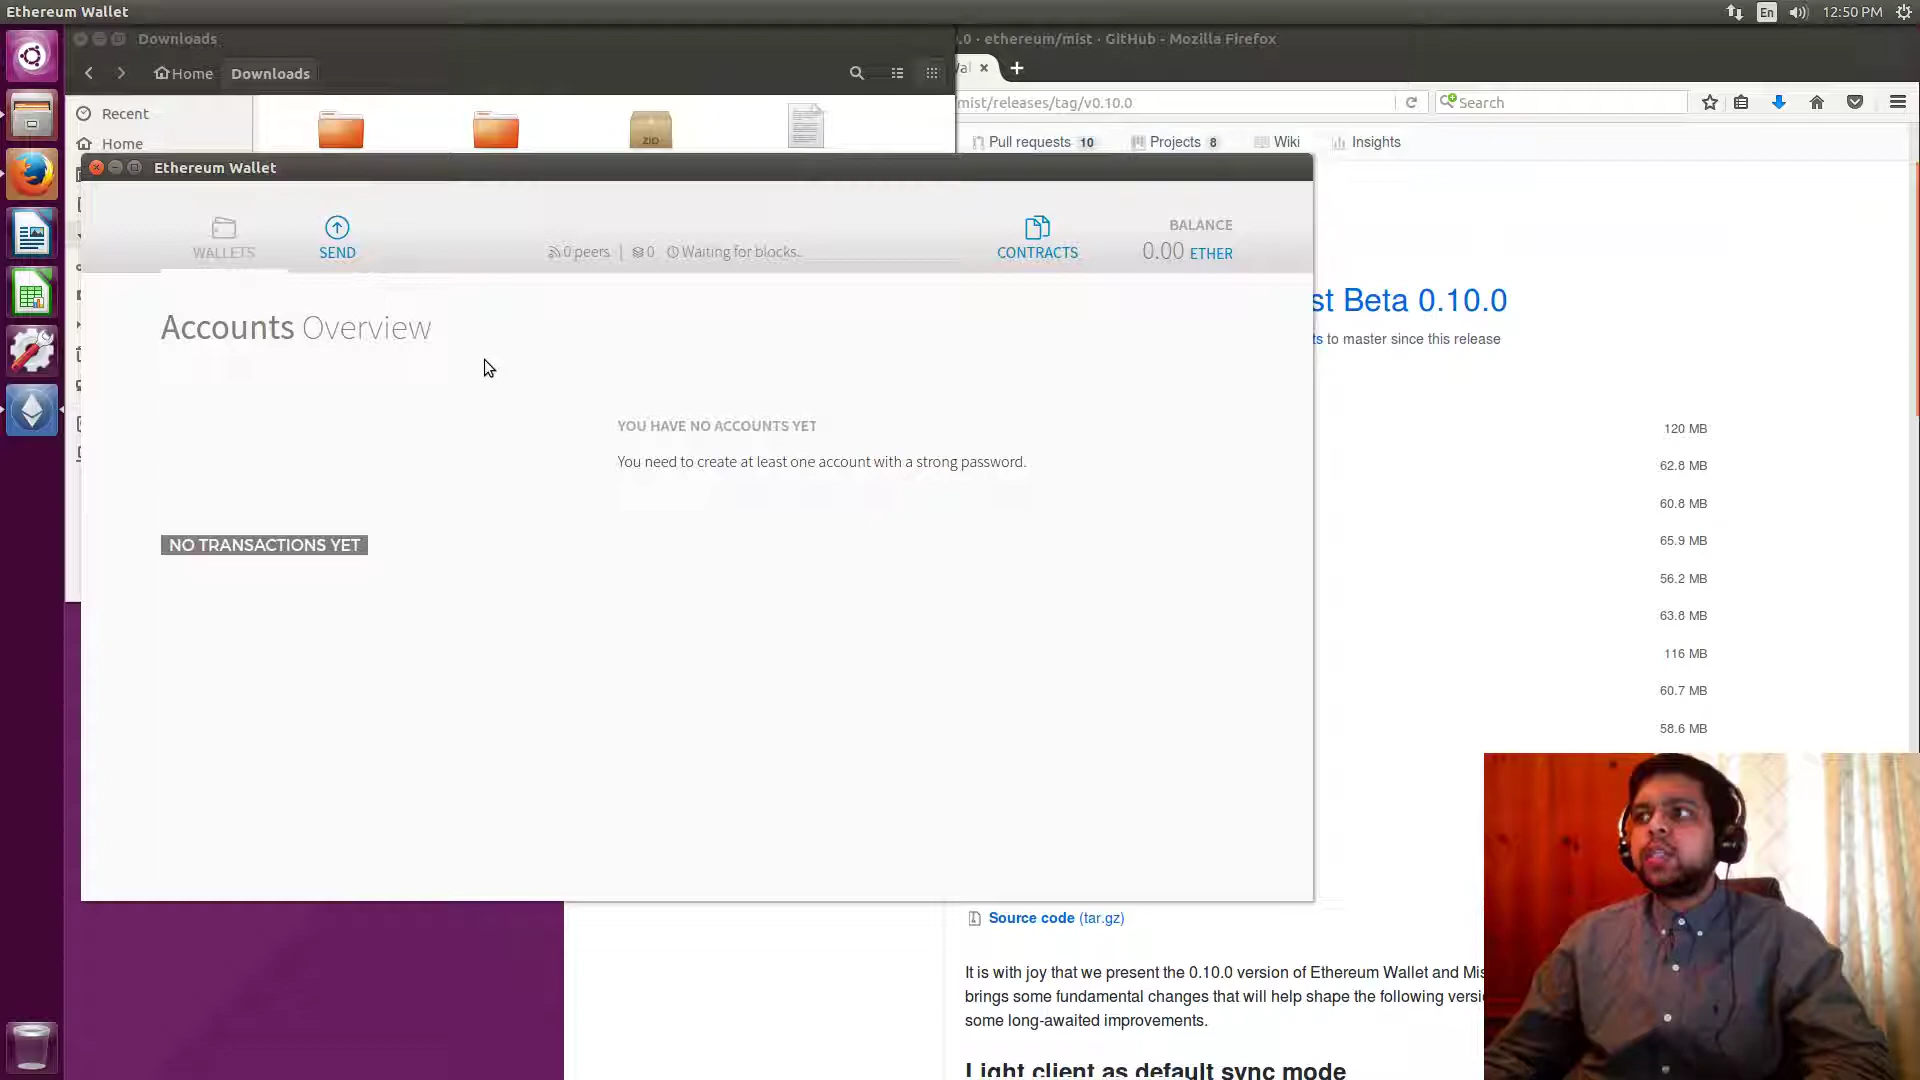 Ethereum Wallet
En
12:50 PM
Downloads
.0 · ethereum/mist · GitHub - Mozilla Firefox
Home
Downloads
mist/releases/tag/v0.10.0
Search
Recent
Home
ZIP
Pull requests 10
Projects 8
Wiki
Insights
Ethereum Wallet
WALLETS
SEND
0 peers | 0 Waiting for blocks..
CONTRACTS
BALANCE
0.00 ETHER
Accounts Overview
YOU HAVE NO ACCOUNTS YET
You need to create at least one account with a strong password.
NO TRANSACTIONS YET
st Beta 0.10.0
ts to master since this release
120 MB
62.8 MB
60.8 MB
65.9 MB
56.2 MB
63.8 MB
116 MB
60.7 MB
58.6 MB
Source code (tar.gz)
It is with joy that we present the 0.10.0 version of Ethereum Wallet and Mis
brings some fundamental changes that will help shape the following versi
some long-awaited improvements.
Light client as default sync mode